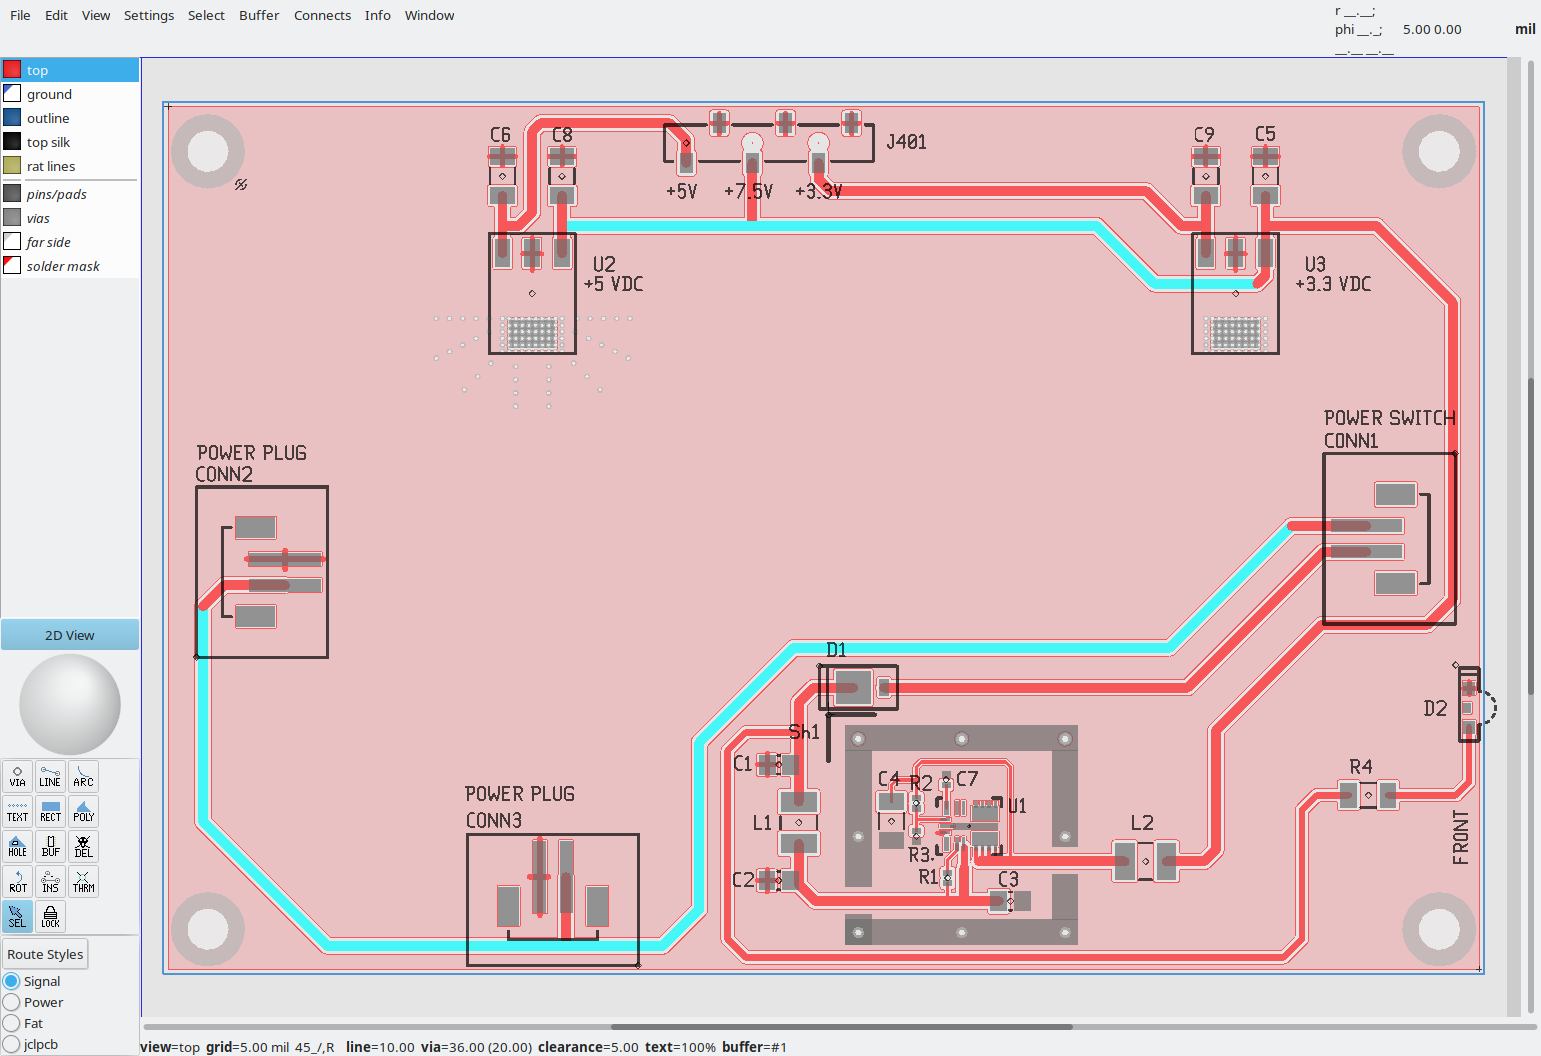 File Edit View Settings Select Buffer Connects Info Window
r __.__;
phi __._; 5.00 0.00 mil
__.__ __.__
top
ground
outline
top silk
rat lines
pins/pads
vias
far side
solder mask
2D View
VIA LINE ARC
TEXT RECT POLY
HOLE BUF DEL
ROT INS THRM
SEL LOCK
Route Styles
Signal
Power
Fat
jclpcb
C6 C8 J401 C9 C5
+5V +7.5V +3.3V
U2
+5 VDC
U3
+3.3 VDC
POWER SWITCH
CONN1
POWER PLUG
CONN2
D1
Sh1
D2
C1
C4 R2 C7
R4
POWER PLUG
CONN3
L1
U1
L2
R3.
FRONT
C2
R1
C3
view=top grid=5.00 mil 45_/,R line=10.00 via=36.00 (20.00) clearance=5.00 text=100% buffer=#1